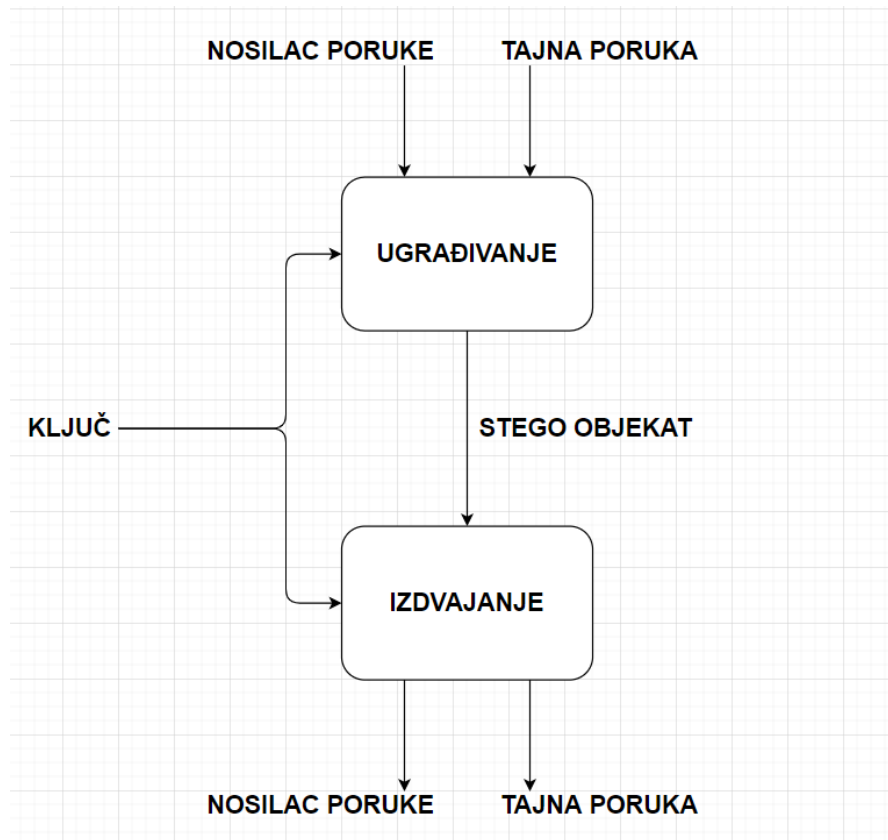 NOSILAC PORUKE
TAJNA PORUKA
UGRAĐIVANJE
KLJUČ
STEGO OBJEKAT
IZDVAJANJE
NOSILAC PORUKE
TAJNA PORUKA